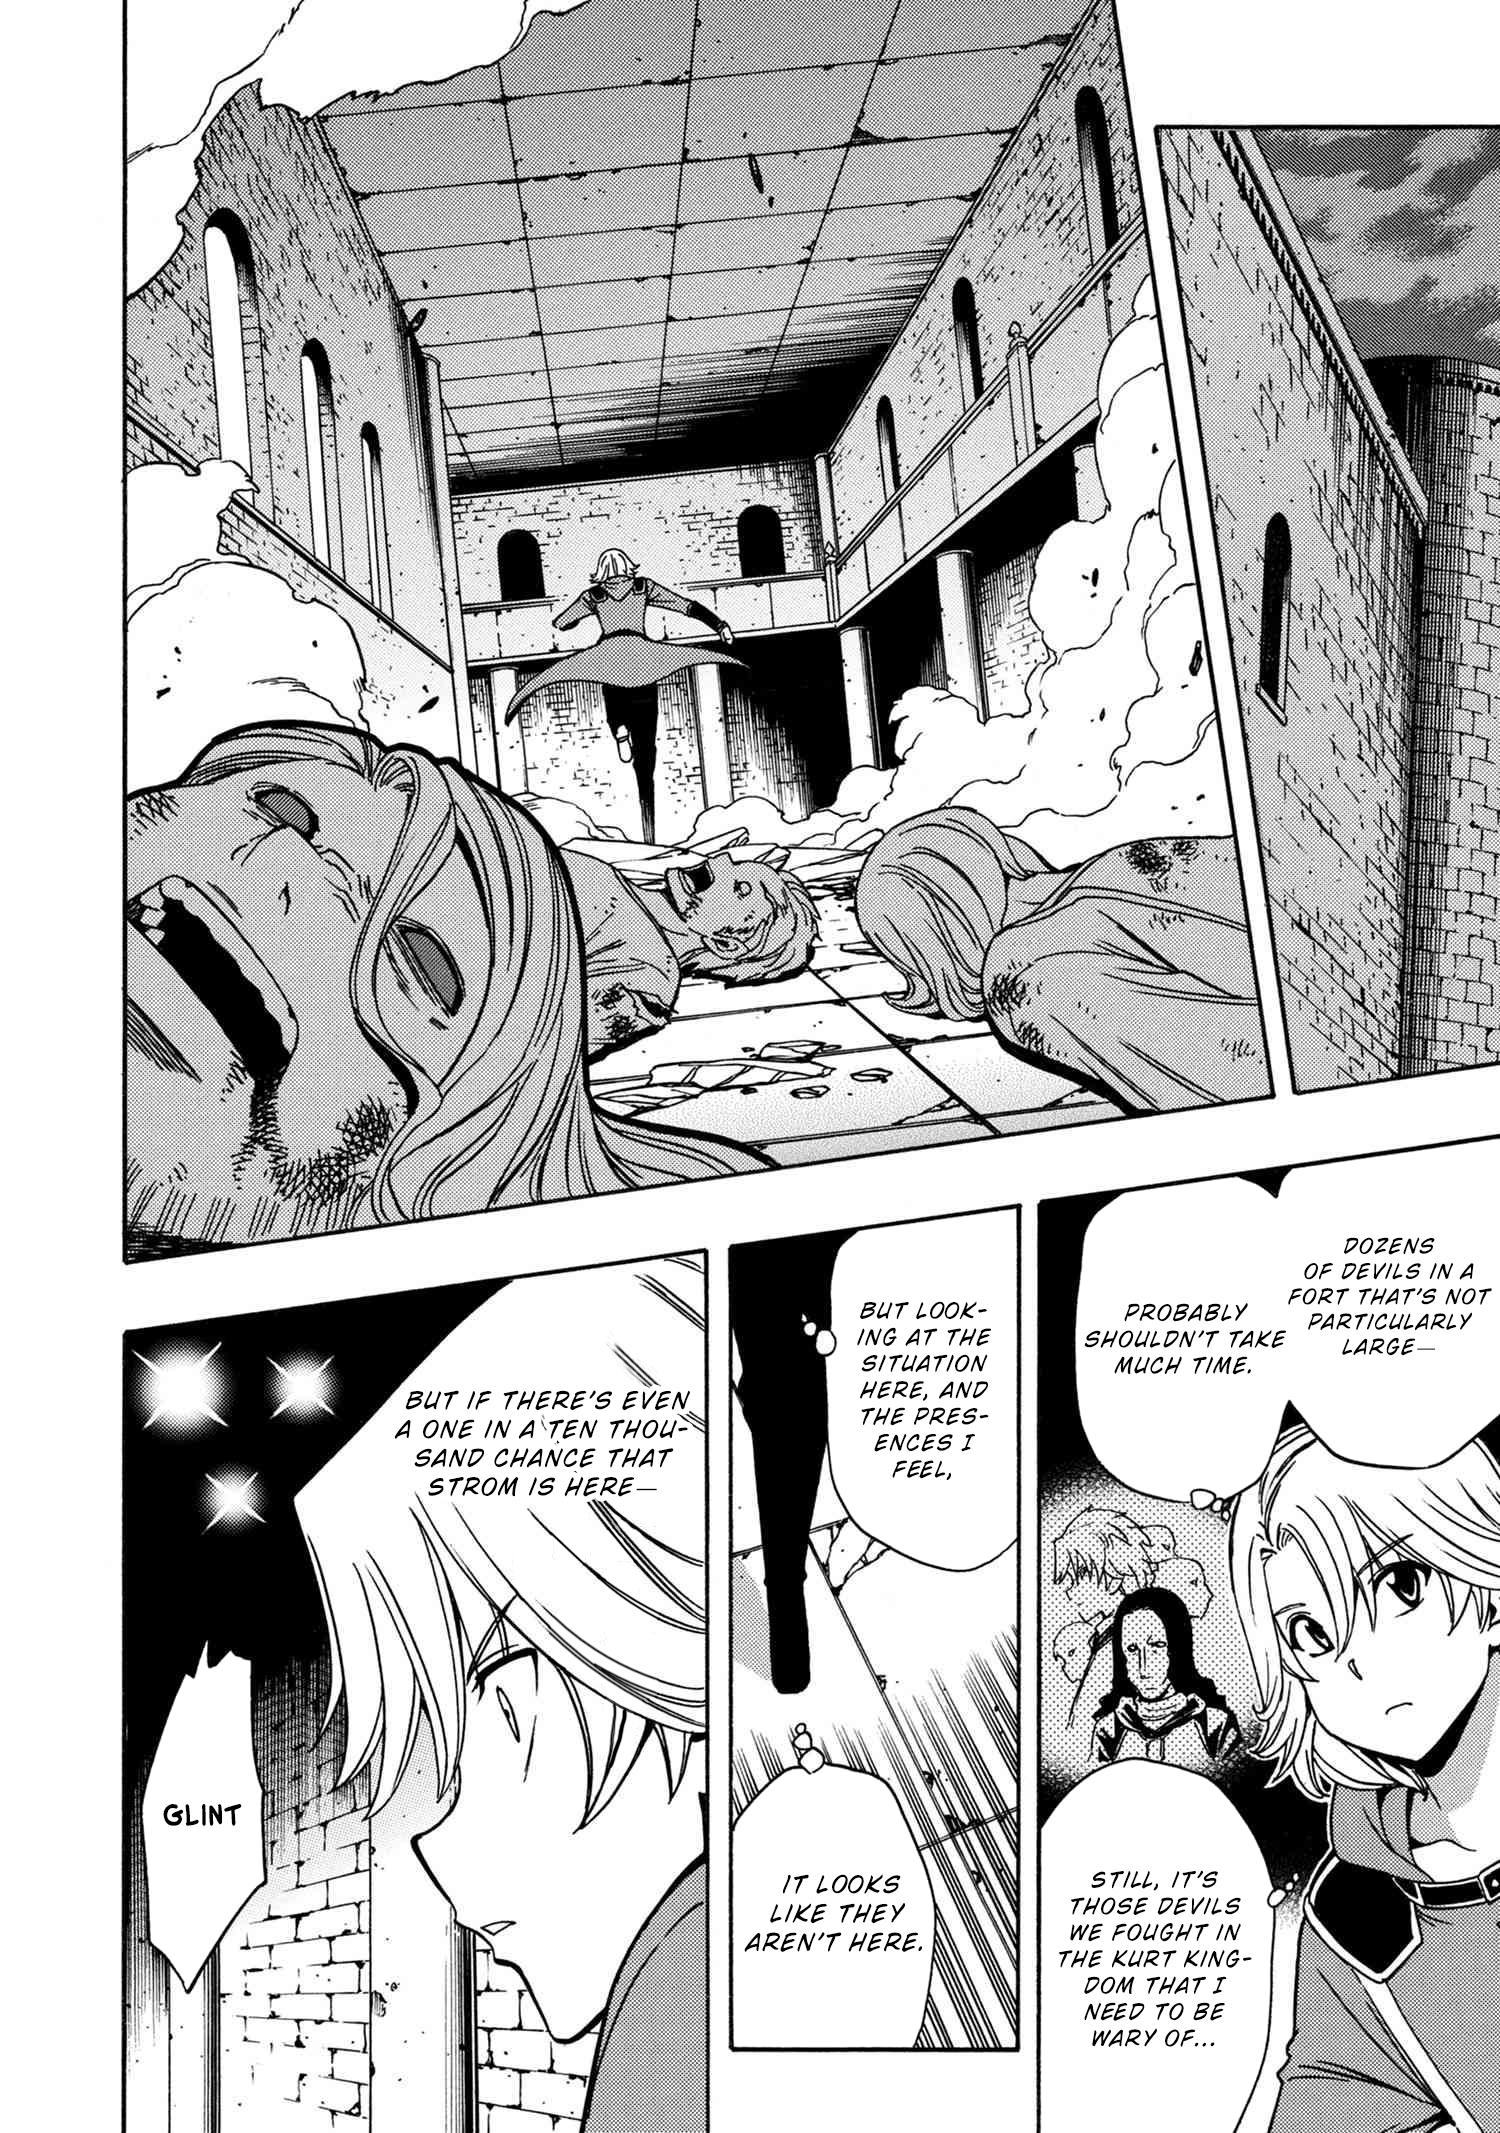 DOZENS
OF DEVILS IN A
FORT THAT'S NOT
PARTICULARLY
LARGE—
PROBABLY
SHOULDN'T TAKE
MUCH TIME.
STILL, IT'S
THOSE DEVILS
WE FOUGHT IN
THE KURT KING-
DOM THAT I
NEED TO BE
WARY OF...
BUT LOOK-
ING AT THE
SITUATION
HERE, AND
THE PRES-
ENCES I
FEEL,
IT LOOKS
LIKE THEY
AREN'T HERE.
BUT IF THERE'S EVEN
A ONE IN A TEN THOU-
SAND CHANCE THAT
STROM IS HERE—
GLINT